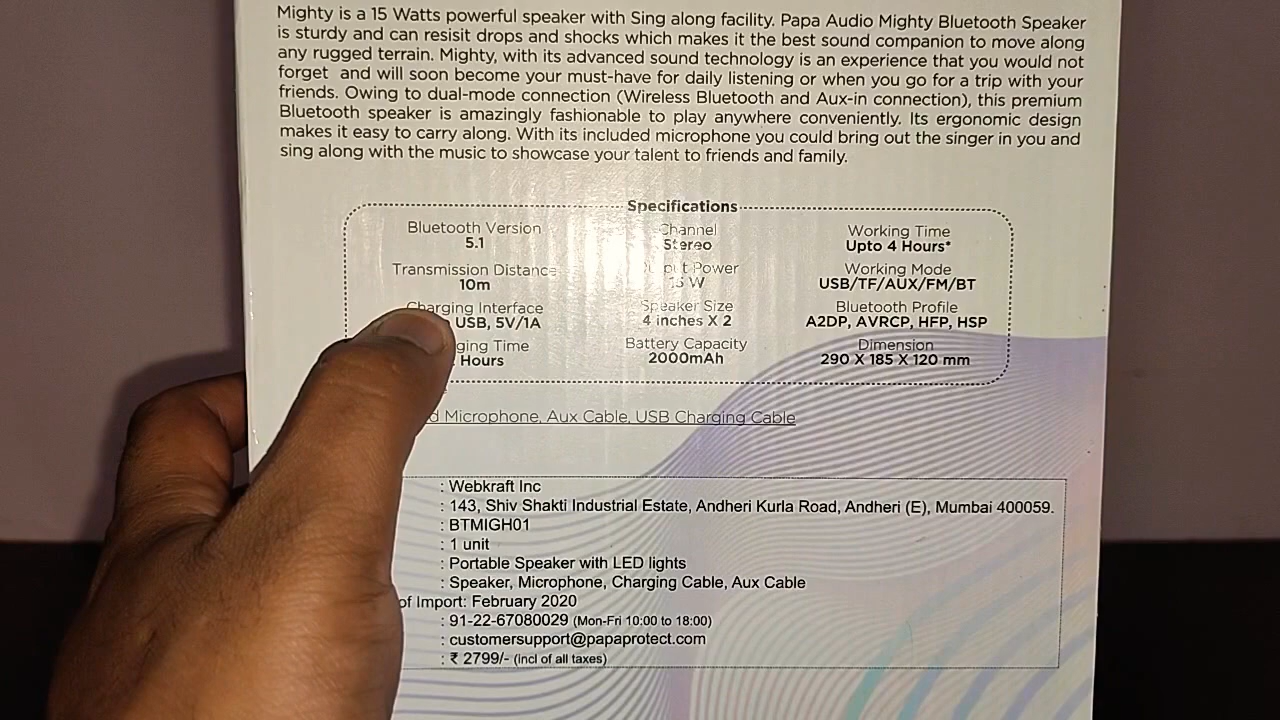 Mighty is a 15 Watts powerful speaker with Sing along facility. Papa Audio Mighty Bluetooth Speaker
is sturdy and can resisit drops and shocks which makes it the best sound companion to move along
any rugged terrain. Mighty, with its advanced sound technology is an experience that you would not
forget and will soon become your must-have for daily listening or when you go for a trip with your
friends. Owing to dual-mode connection (Wireless Bluetooth and Aux-in connection), this premium
Bluetooth speaker is amazingly fashionable to play anywhere conveniently. Its ergonomic design
makes it easy to carry along. With its included microphone you could bring out the singer in you and
sing along with the music to showcase your talent to friends and family.
Specifications
Bluetooth Version
5.1
Channel
Stereo
Working Time
Upto 4 Hours*
Transmission Distance
10m
Output Power
15 W
Working Mode
USB/TF/AUX/FM/BT
Charging Interface
USB, 5V/1A
Speaker Size
4 inches X 2
Bluetooth Profile
A2DP, AVRCP, HFP, HSP
ging Time
Hours
Battery Capacity
2000mAh
Dimension
290 X 185 X 120 mm
d Microphone, Aux Cable, USB Charging Cable
: Webkraft Inc
: 143, Shiv Shakti Industrial Estate, Andheri Kurla Road, Andheri (E), Mumbai 400059.
: BTMIGH01
: 1 unit
: Portable Speaker with LED lights
: Speaker, Microphone, Charging Cable, Aux Cable
of Import: February 2020
: 91-22-67080029 (Mon-Fri 10:00 to 18:00)
: customersupport@papaprotect.com
: ₹ 2799/- (incl of all taxes)